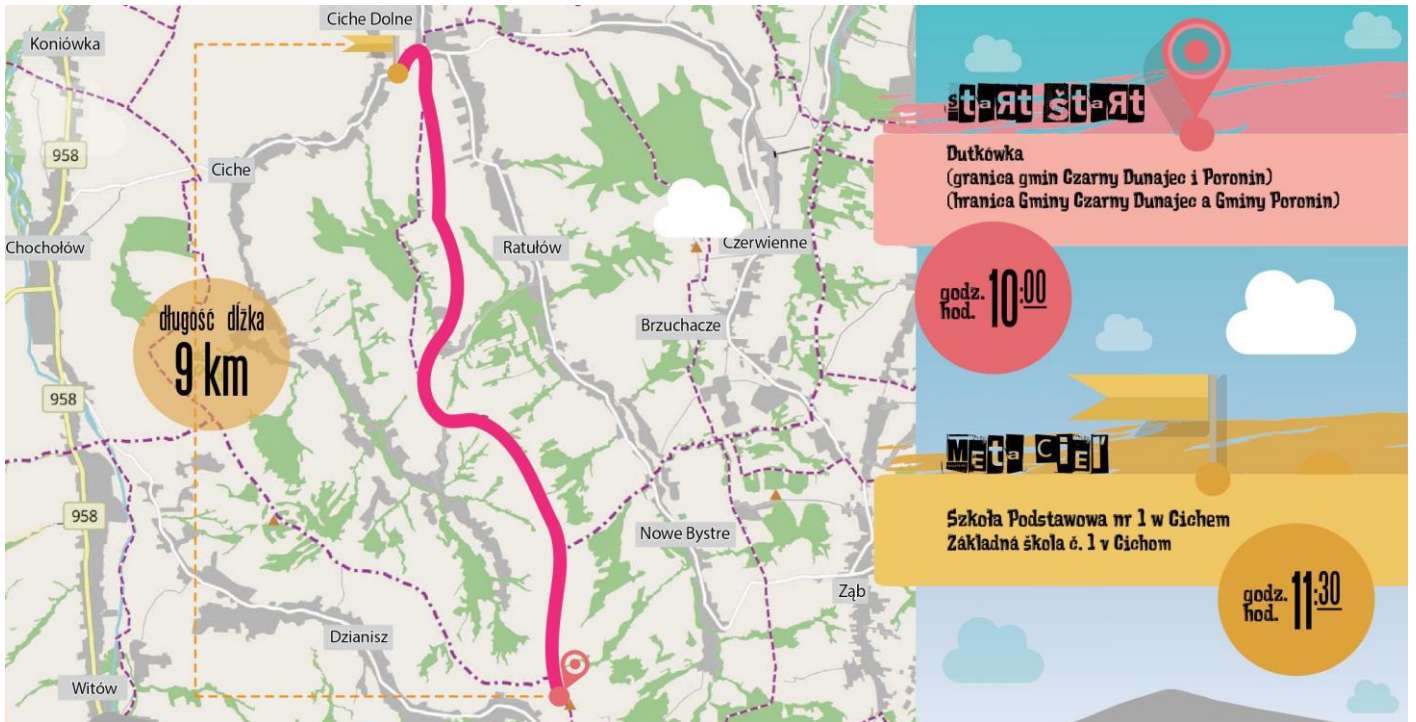 Ciche Dolne
Koniówka
958
Ciche
Chochołów
Ratułów
Czerwienne
długość dĺžka
9 km
Brzuchacze
958
958
Nowe Bystre
Ząb
Dzianisz
Witów
staRt štaRt
Dutkówka
(granica gmin Czarny Dunajec i Poronin)
(hranica Gminy Czarny Dunajec a Gminy Poronin)
godz. 10:00
hod.
Meta CiEľ
Szkoła Podstawowa nr 1 w Cichem
Základná škola č. 1 v Cichom
godz. 11:30
hod.